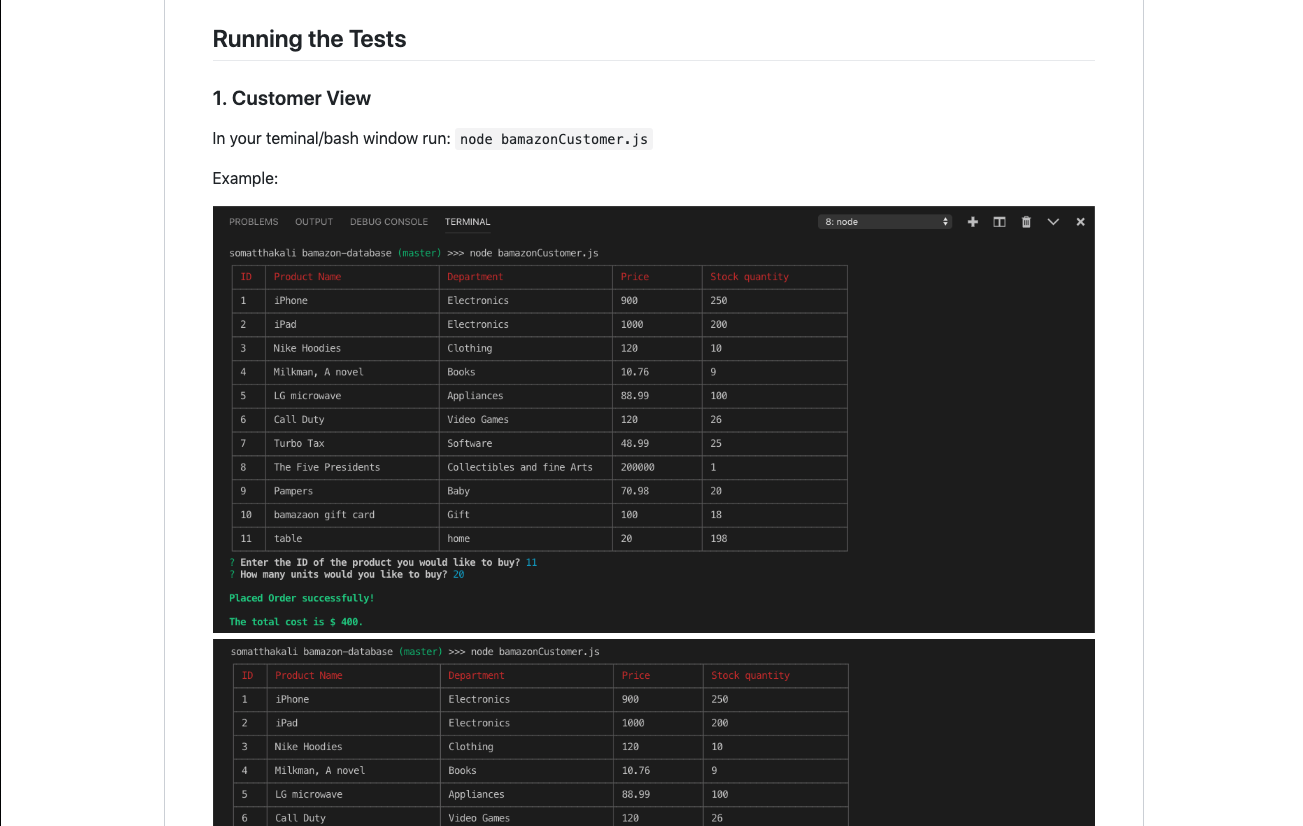 Running the Tests
1. Customer View
In your teminal/bash window run: node bamazonCustomer.js
Example:
PROBLEMS OUTPUT DEBUG CONSOLE TERMINAL 8: node
somatthakali bamazon-database (master) >>> node bamazonCustomer.js
ID Product Name Department Price Stock quantity
1 iPhone Electronics 900 250
2 iPad Electronics 1000 200
3 Nike Hoodies Clothing 120 10
4 Milkman, A novel Books 10.76 9
5 LG microwave Appliances 88.99 100
6 Call Duty Video Games 120 26
7 Turbo Tax Software 48.99 25
8 The Five Presidents Collectibles and fine Arts 200000 1
9 Pampers Baby 70.98 20
10 bamazaon gift card Gift 100 18
11 table home 20 198
? Enter the ID of the product you would like to buy? 11
? How many units would you like to buy? 20
Placed Order successfully!
The total cost is $ 400.
somatthakali bamazon-database (master) >>> node bamazonCustomer.js
ID Product Name Department Price Stock quantity
1 iPhone Electronics 900 250
2 iPad Electronics 1000 200
3 Nike Hoodies Clothing 120 10
4 Milkman, A novel Books 10.76 9
5 LG microwave Appliances 88.99 100
6 Call Duty Video Games 120 26